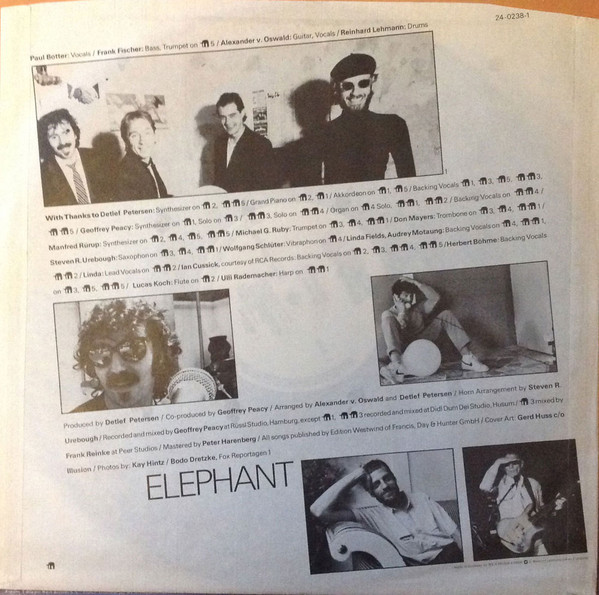 24-0238-1
Paul Botter: Vocals / Frank Fischer: Bass, Trumpet on 5 / Alexander v. Oswald: Guitar, Vocals / Reinhard Lehmann: Drums
With Thanks to Detlef Petersen: Synthesizer on 2, 5 / Grand Piano on 2, 1 / Akkordeon on 1, 5 / Backing Vocals 1, 3, 5, 3,
5 / Geoffrey Peacy: Synthesizer on 1, Solo on 3 / 3, Solo on 4 / Organ on 4 Solo, 1, 2 / Backing Vocals on 4 /
Manfred Rürup: Synthesizer on 2, 4, 5, 5 / Michael G. Ruby: Trumpet on 3, 4, 1 / Don Mayers: Trombone on 3, 4, 1 /
Steven R. Urebough: Saxophon on 3, 4, 1 / Wolfgang Schlüter: Vibraphon on 4 / Linda Fields, Audrey Motaung: Backing Vocals on 4, 1,
2 / Linda: Lead Vocals on 2 / Ian Cussick, courtesy of RCA Records: Backing Vocals on 2, 3, 4, 5 / Herbert Böhme: Backing Vocals
on 3, 5, 5 / Lucas Koch: Flute on 2 / Ulli Rademacher: Harp on 1
Produced by Detlef Petersen / Co-produced by Geoffrey Peacy / Arranged by Alexander v. Oswald and Detlef Petersen / Horn Arrangement by Steven R.
Urebough / Recorded and mixed by Geoffrey Peacy at Rüssl Studio, Hamburg, except 1, 3 recorded and mixed at Didl Dum Dei Studio, Husum / 3 mixed by
Frank Reinke at Peer Studios / Mastered by Peter Harenberg / All songs published by Edition Westwind of Francis, Day & Hunter GmbH / Cover Art: Gerd Huss c/o
Illusion / Photos by: Kay Hintz / Bodo Dretzke, Fox Reportagen 1
ELEPHANT